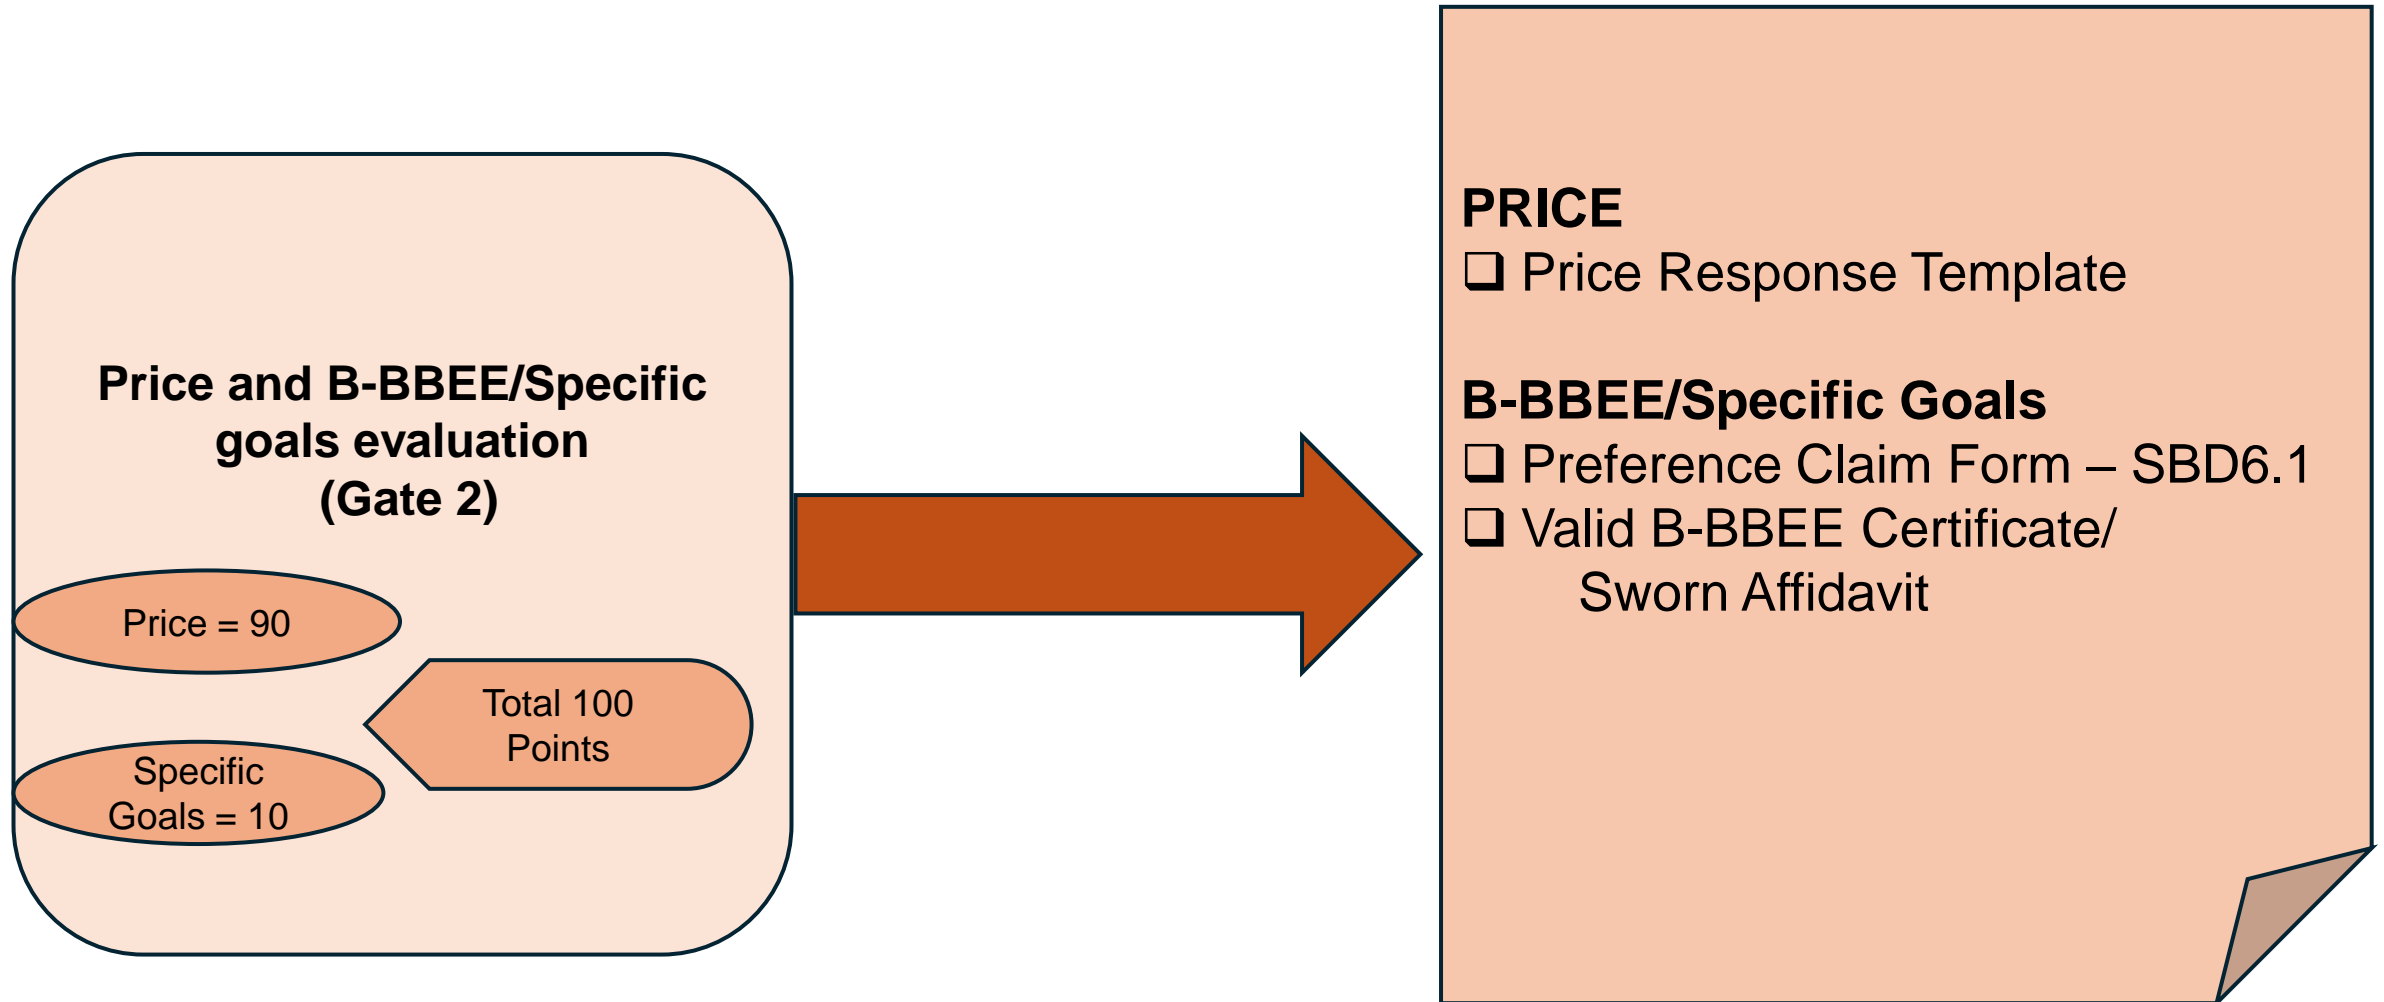 Price and B-BBEE/Specific
goals evaluation
(Gate 2)
Price = 90
Total 100
Points
Specific
Goals = 10
PRICE
❑ Price Response Template
B-BBEE/Specific Goals
❑ Preference Claim Form – SBD6.1
❑ Valid B-BBEE Certificate/
Sworn Affidavit